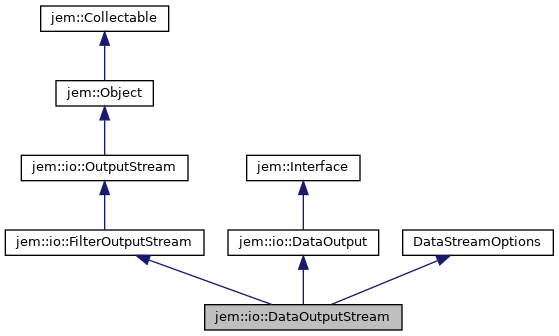 jem::Collectable
jem::Object
jem::io::OutputStream
jem::Interface
jem::io::FilterOutputStream
jem::io::DataOutput
DataStreamOptions
jem::io::DataOutputStream